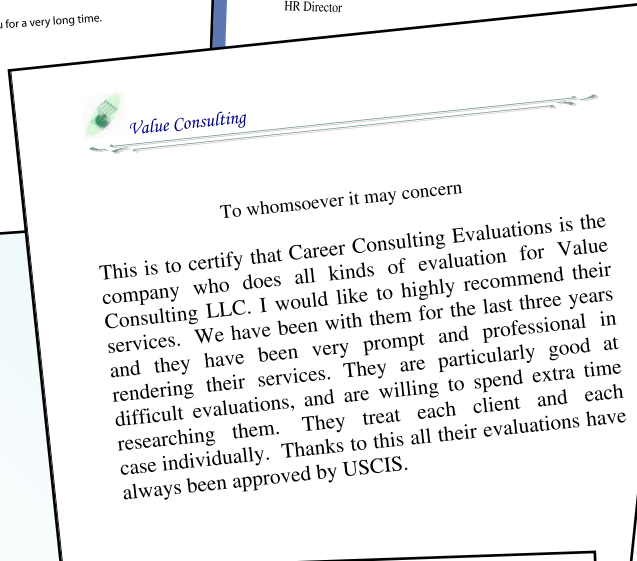 u for a very long time.
HR Director
Value Consulting
To whomsoever it may concern
This is to certify that Career Consulting Evaluations is the
company who does all kinds of evaluation for Value
Consulting LLC. I would like to highly recommend their
services. We have been with them for the last three years
and they have been very prompt and professional in
rendering their services. They are particularly good at
difficult evaluations, and are willing to spend extra time
researching them. They treat each client and each
case individually. Thanks to this all their evaluations have
always been approved by USCIS.